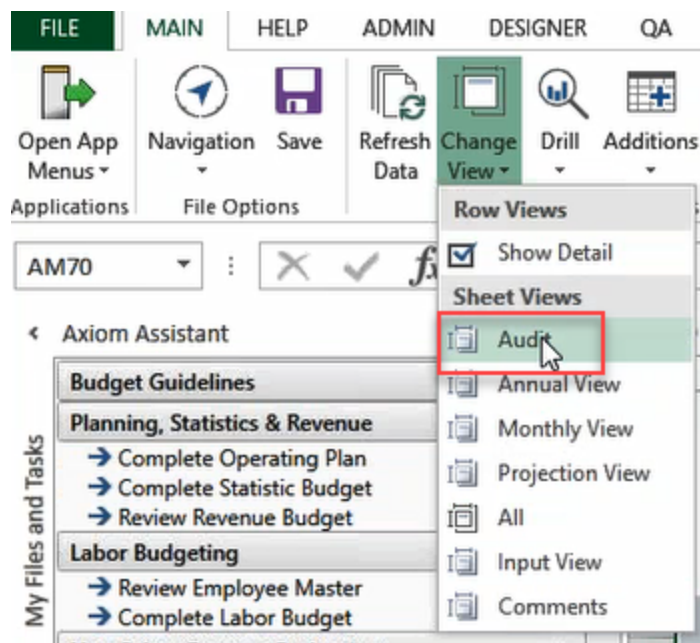 FILE MAIN HELP ADMIN DESIGNER QA
Open App Menus
Navigation
Save
Refresh Data
Change View
Drill
Additions
Applications
File Options
Row Views
Show Detail
Sheet Views
Audit
Annual View
Monthly View
Projection View
All
Input View
Comments
AM70
Axiom Assistant
My Files and Tasks
Budget Guidelines
Planning, Statistics & Revenue
Complete Operating Plan
Complete Statistic Budget
Review Revenue Budget
Labor Budgeting
Review Employee Master
Complete Labor Budget